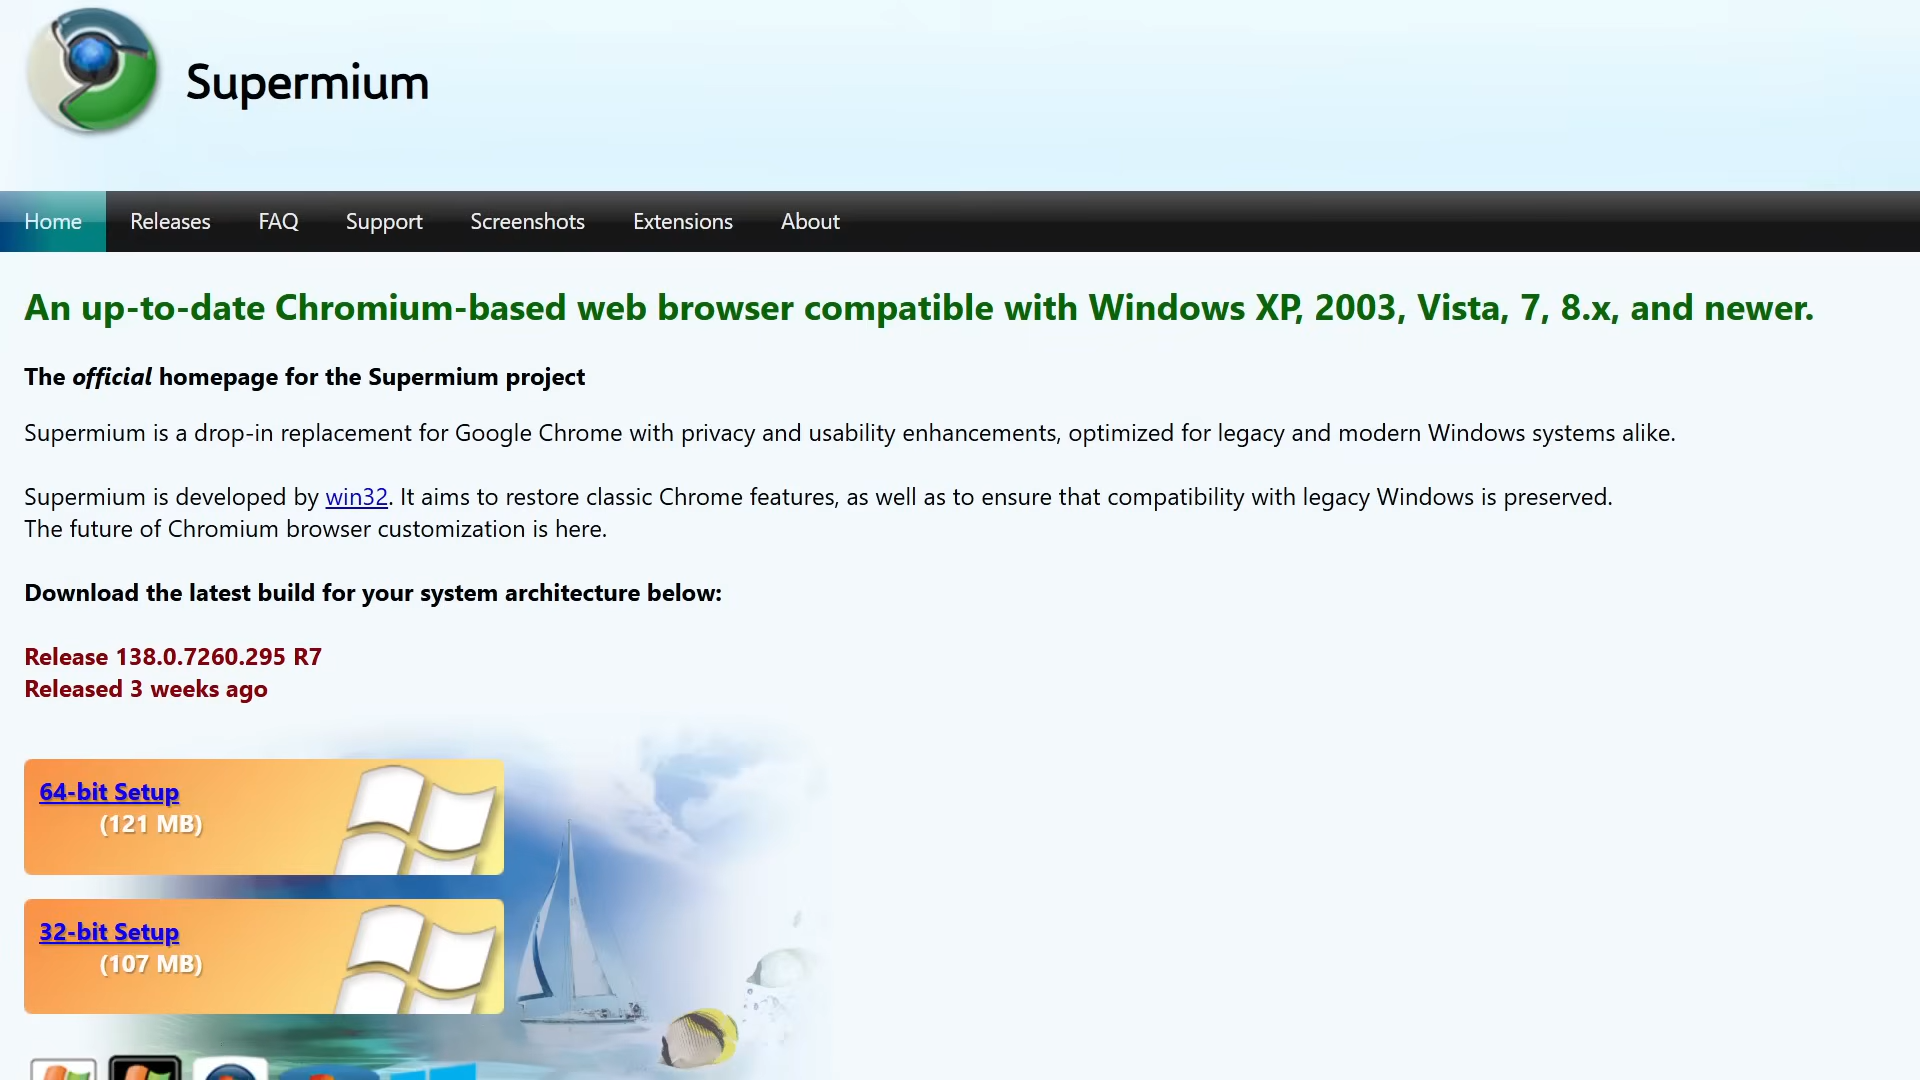 Supermium
Home Releases FAQ Support Screenshots Extensions About
An up-to-date Chromium-based web browser compatible with Windows XP, 2003, Vista, 7, 8.x, and newer.
The official homepage for the Supermium project
Supermium is a drop-in replacement for Google Chrome with privacy and usability enhancements, optimized for legacy and modern Windows systems alike.
Supermium is developed by win32. It aims to restore classic Chrome features, as well as to ensure that compatibility with legacy Windows is preserved.
The future of Chromium browser customization is here.
Download the latest build for your system architecture below:
Release 138.0.7260.295 R7
Released 3 weeks ago
64-bit Setup
(121 MB)
32-bit Setup
(107 MB)